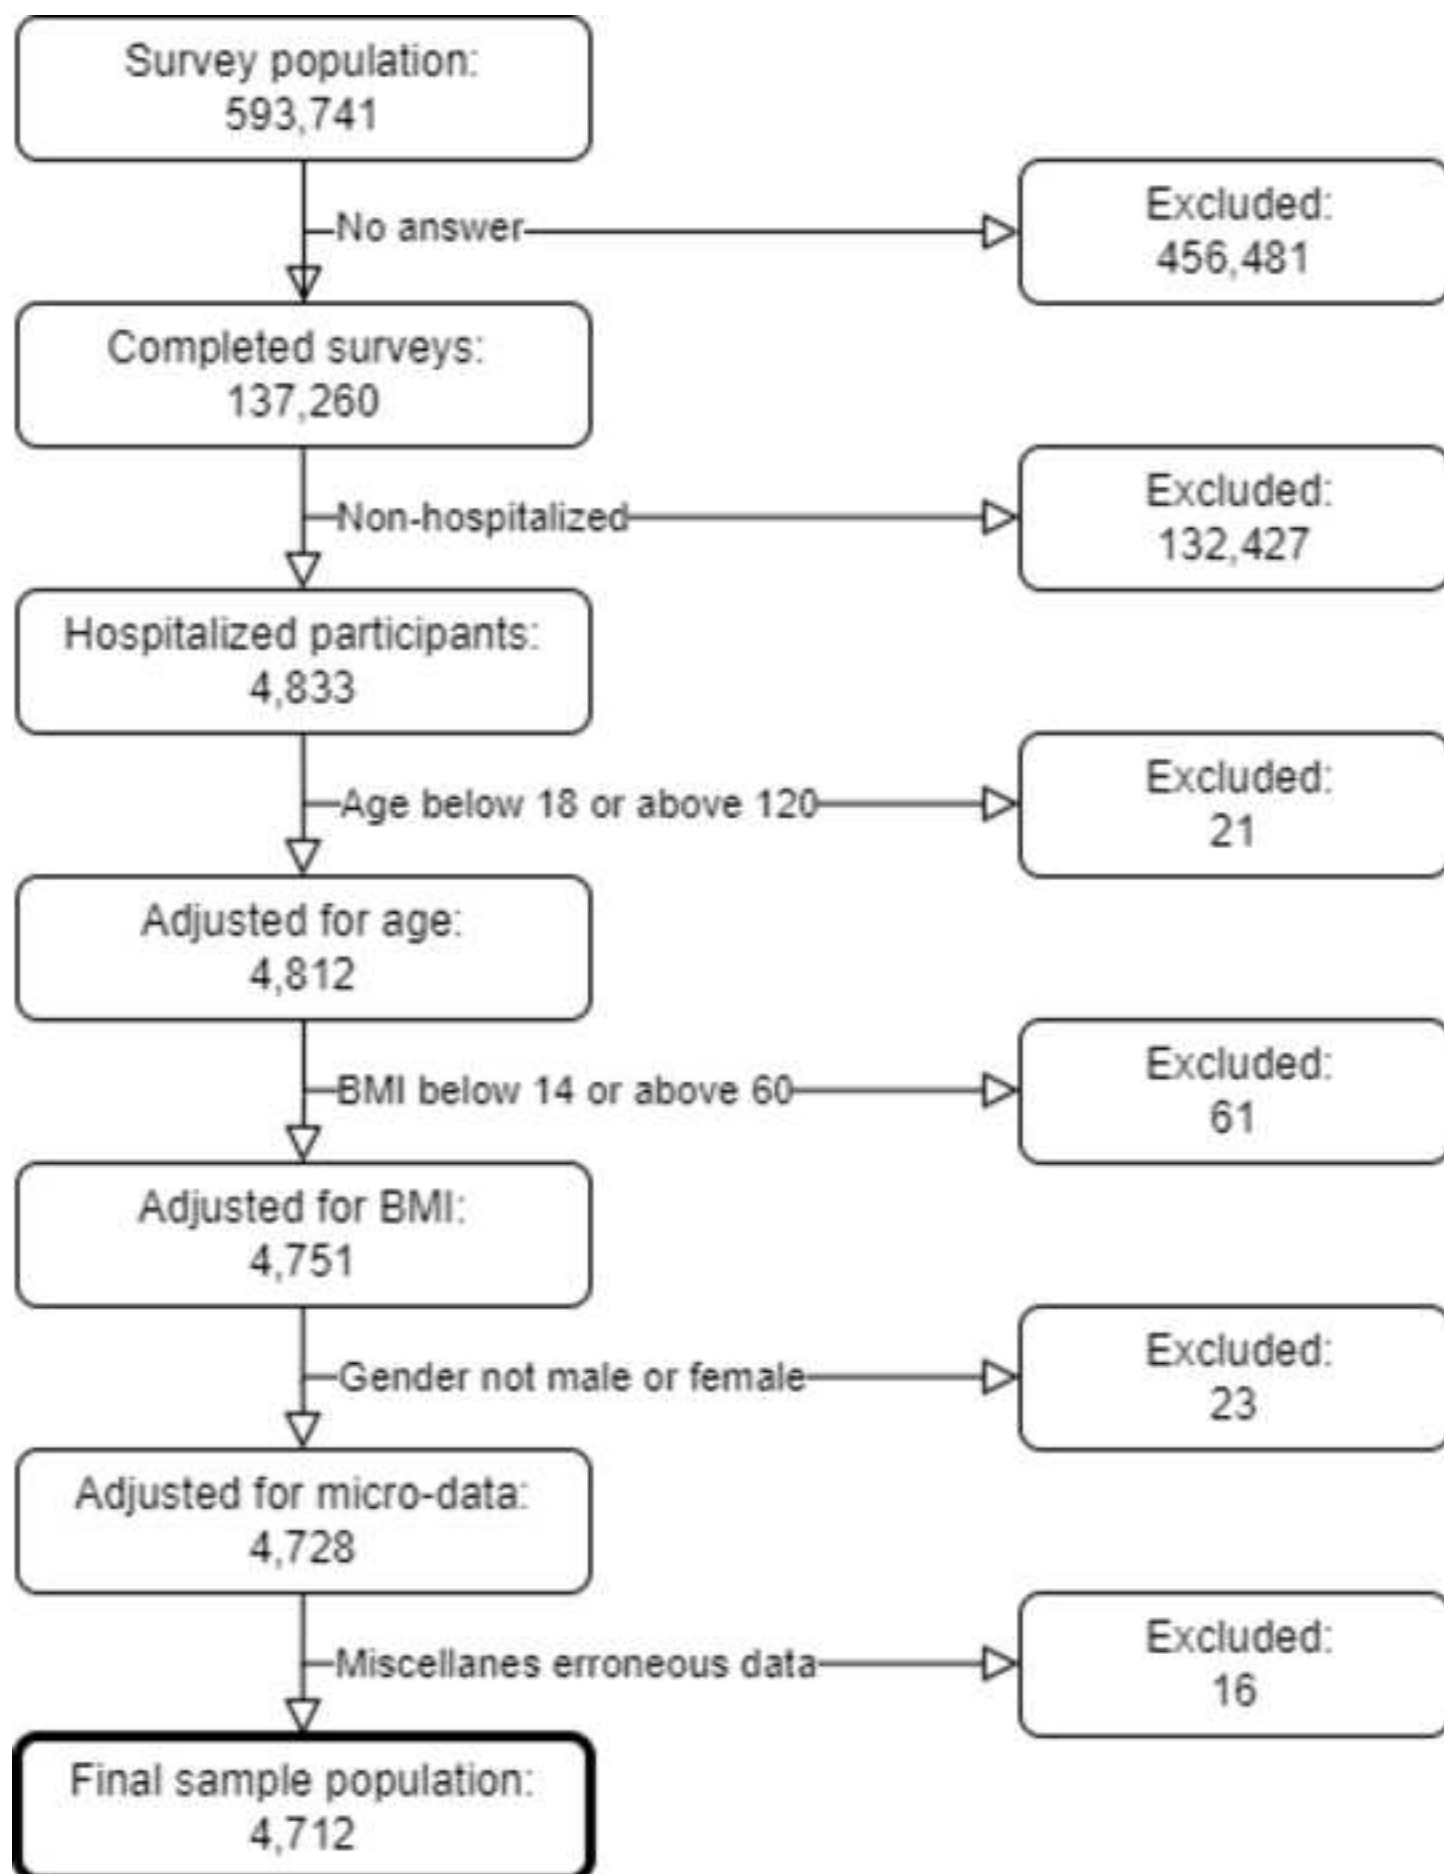 Survey population:
593,741
No answer
Excluded:
456,481
Completed surveys:
137,260
Non-hospitalized
Excluded:
132,427
Hospitalized participants:
4,833
Age below 18 or above 120
Excluded:
21
Adjusted for age:
4,812
BMI below 14 or above 60
Excluded:
61
Adjusted for BMI:
4,751
Gender not male or female
Excluded:
23
Adjusted for micro-data:
4,728
Miscellanes erroneous data
Excluded:
16
Final sample population:
4,712